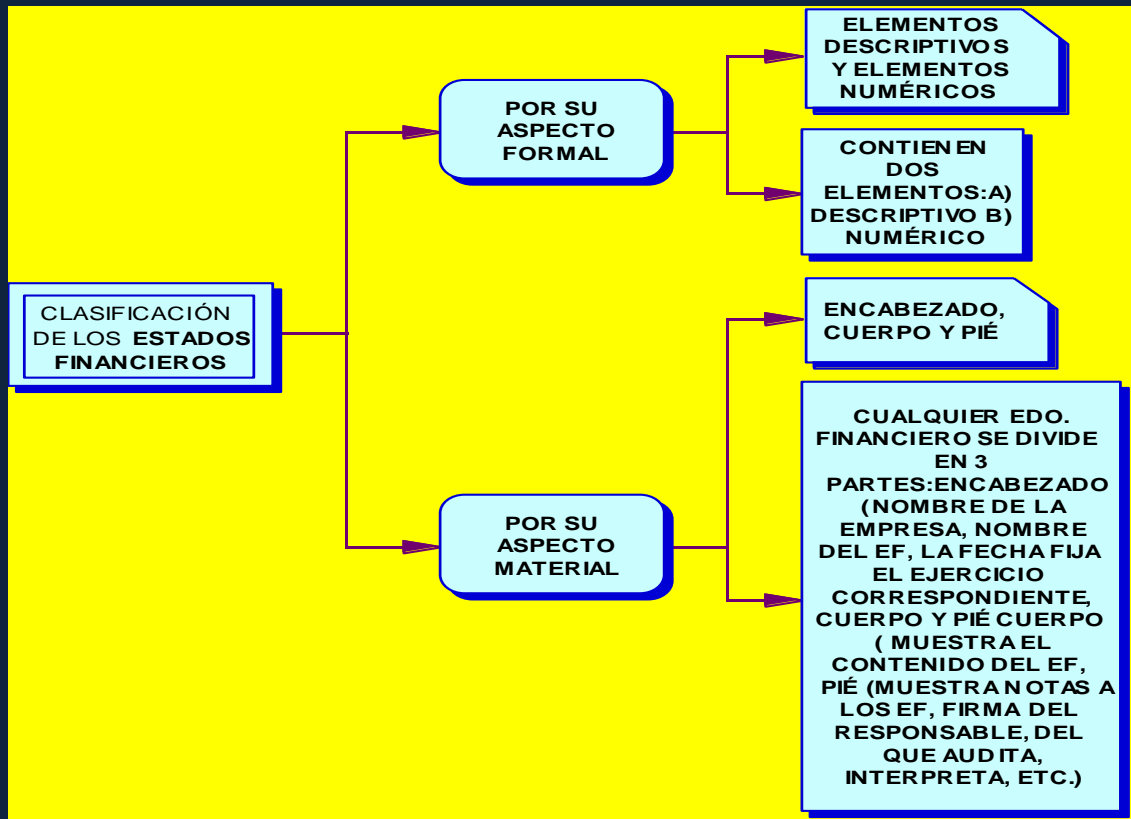 CLASIFICACIÓN
DE LOS ESTADOS
FINANCIEROS
POR SU
ASPECTO
FORMAL
ELEMENTOS
DESCRIPTIVOS
Y ELEMENTOS
NUMÉRICOS
CONTIENEN
DOS
ELEMENTOS:A)
DESCRIPTIVO B)
NUMÉRICO
POR SU
ASPECTO
MATERIAL
ENCABEZADO,
CUERPO Y PIÉ
CUALQUIER EDO.
FINANCIERO SE DIVIDE
EN 3
PARTES:ENCABEZADO
(NOMBRE DE LA
EMPRESA, NOMBRE
DEL EF, LA FECHA FIJA
EL EJERCICIO
CORRESPONDIENTE,
CUERPO Y PIÉ CUERPO
( MUESTRA EL
CONTENIDO DEL EF,
PIÉ (MUESTRA NOTAS A
LOS EF, FIRMA DEL
RESPONSABLE, DEL
QUE AUDITA,
INTERPRETA, ETC.)